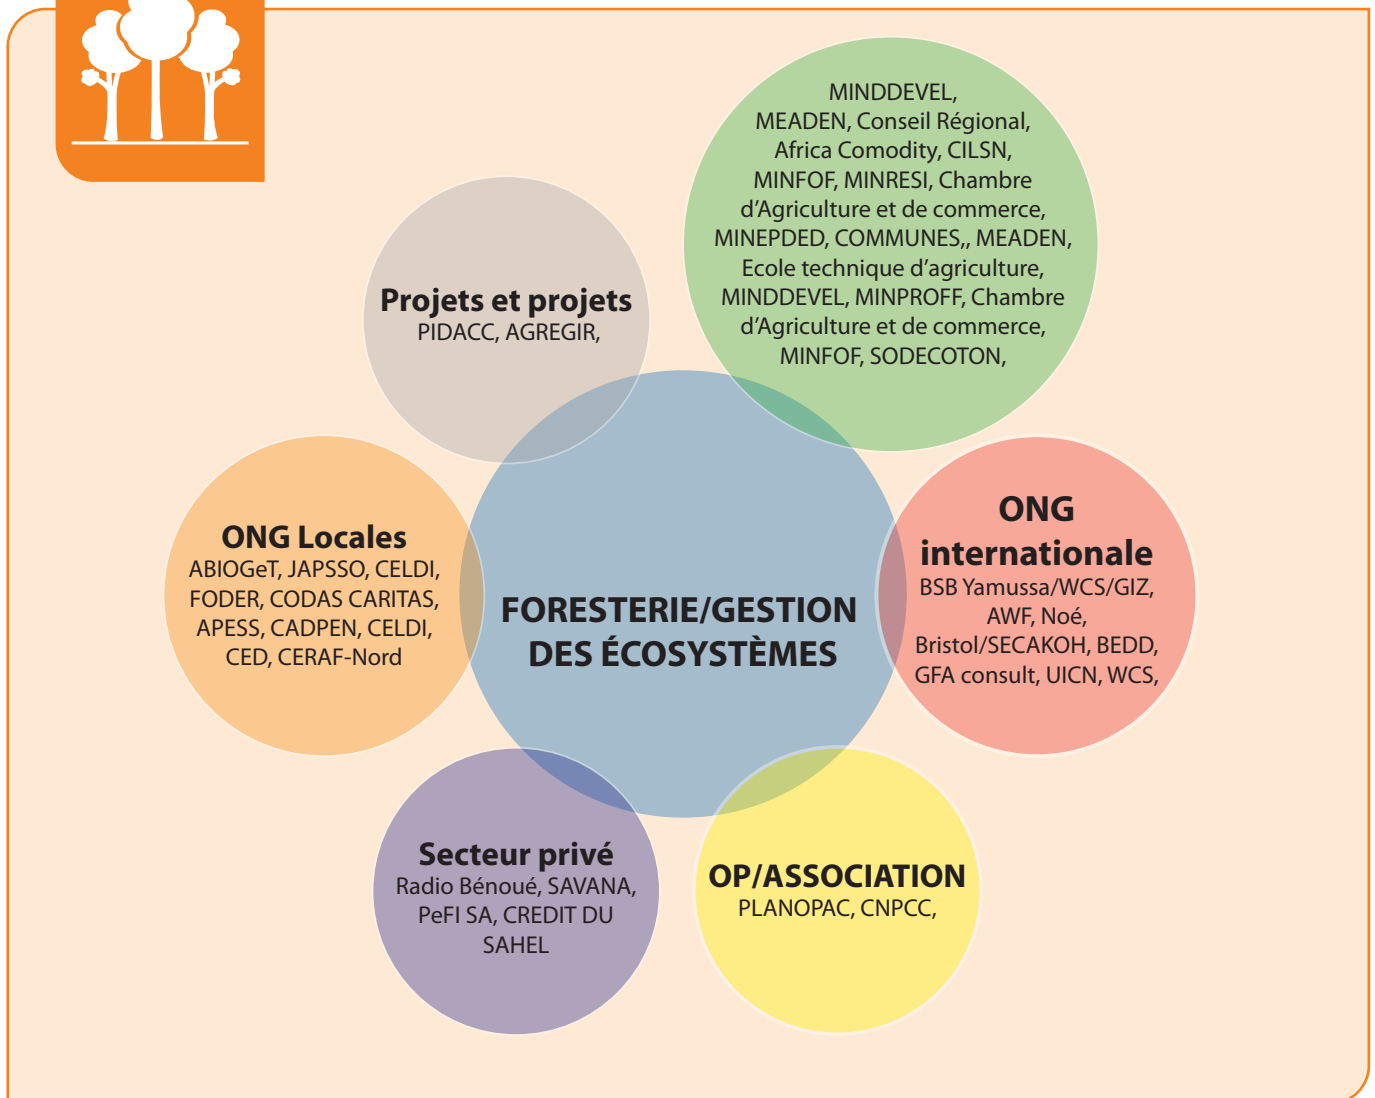 MINDDEVEL,
MEADEN, Conseil Régional,
Africa Comodity, CILSN,
MINFOF, MINRESI, Chambre
d’Agriculture et de commerce,
MINEPDED, COMMUNES,, MEADEN,
Ecole technique d’agriculture,
MINDDEVEL, MINPROFF, Chambre
d’Agriculture et de commerce,
MINFOF, SODECOTON,
Projets et projets
PIDACC, AGREGIR,
ONG Locales
ABIOGeT, JAPSSO, CELDI,
FODER, CODAS CARITAS,
APESS, CADPEN, CELDI,
CED, CERAF-Nord
FORESTERIE/GESTION
DES ÉCOSYSTÈMES
ONG
internationale
BSB Yamussa/WCS/GIZ,
AWF, Noé,
Bristol/SECAKOH, BEDD,
GFA consult, UICN, WCS,
Secteur privé
Radio Bénoué, SAVANA,
PeFI SA, CREDIT DU
SAHEL
OP/ASSOCIATION
PLANOPAC, CNPCC,